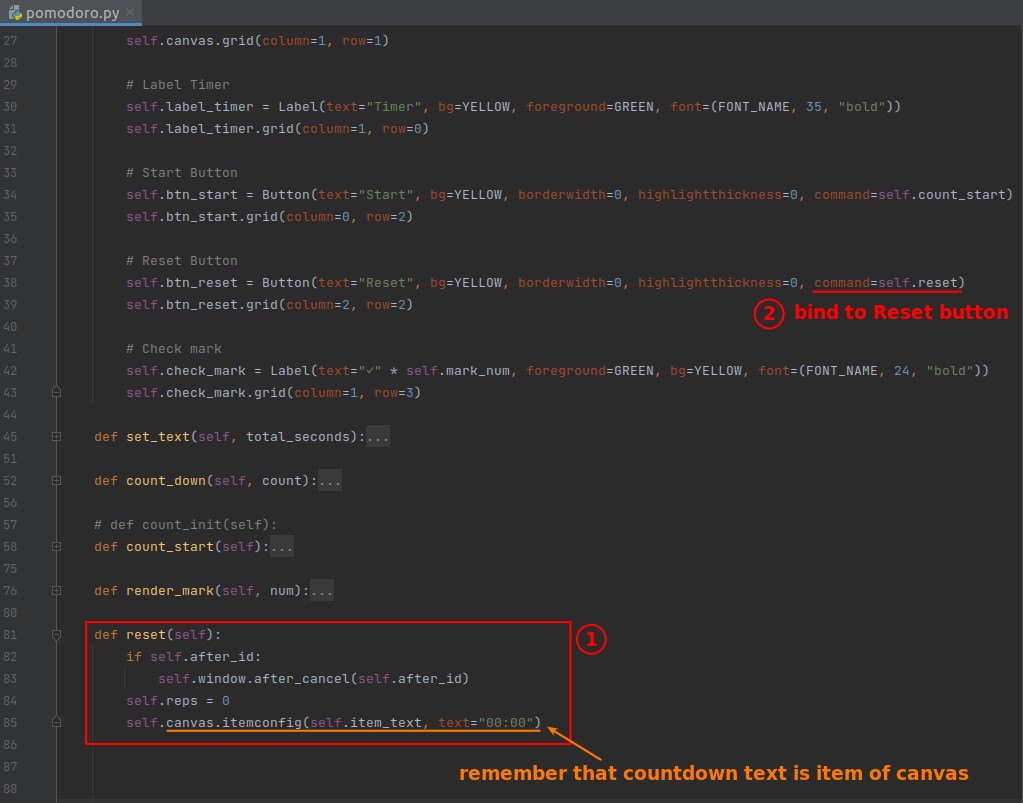 pomodoro.py ×
27 self.canvas.grid(column=1, row=1)
28
29 # Label Timer
30 self.label_timer = Label(text="Timer", bg=YELLOW, foreground=GREEN, font=(FONT_NAME, 35, "bold"))
31 self.label_timer.grid(column=1, row=0)
32
33 # Start Button
34 self.btn_start = Button(text="Start", bg=YELLOW, borderwidth=0, highlightthickness=0, command=self.count_start)
35 self.btn_start.grid(column=0, row=2)
36
37 # Reset Button
38 self.btn_reset = Button(text="Reset", bg=YELLOW, borderwidth=0, highlightthickness=0, command=self.reset)
39 self.btn_reset.grid(column=2, row=2)
② bind to Reset button
40
41 # Check mark
42 self.check_mark = Label(text="✓" * self.mark_num, foreground=GREEN, bg=YELLOW, font=(FONT_NAME, 24, "bold"))
43 self.check_mark.grid(column=1, row=3)
44
45 def set_text(self, total_seconds):...
51
52 def count_down(self, count):...
56
57 # def count_init(self):
58 def count_start(self):...
75
76 def render_mark(self, num):...
80
81 def reset(self):
①
82 if self.after_id:
83 self.window.after_cancel(self.after_id)
84 self.reps = 0
85 self.canvas.itemconfig(self.item_text, text="00:00")
86
87
remember that countdown text is item of canvas
88